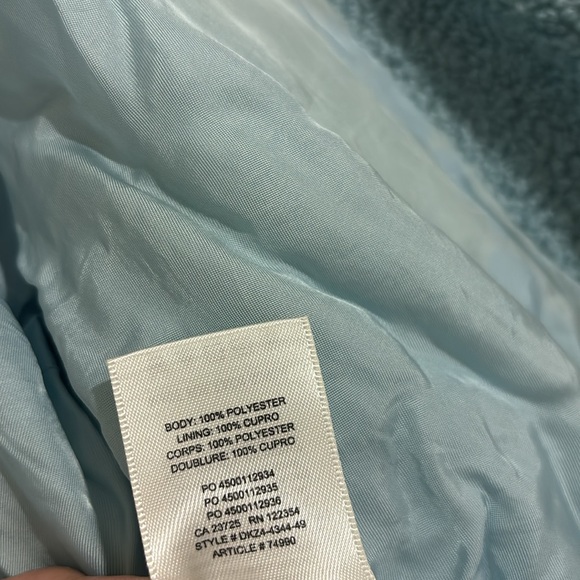 BODY: 100% POLYESTER
LINING: 100% CUPRO
CORPS: 100% POLYESTER
DOUBLURE: 100% CUPRO
PO 4500112934
PO 4500112935
PO 4500112936
CA 23725 RN 122354
STYLE # DKZ4-4344-49
ARTICLE # 74990